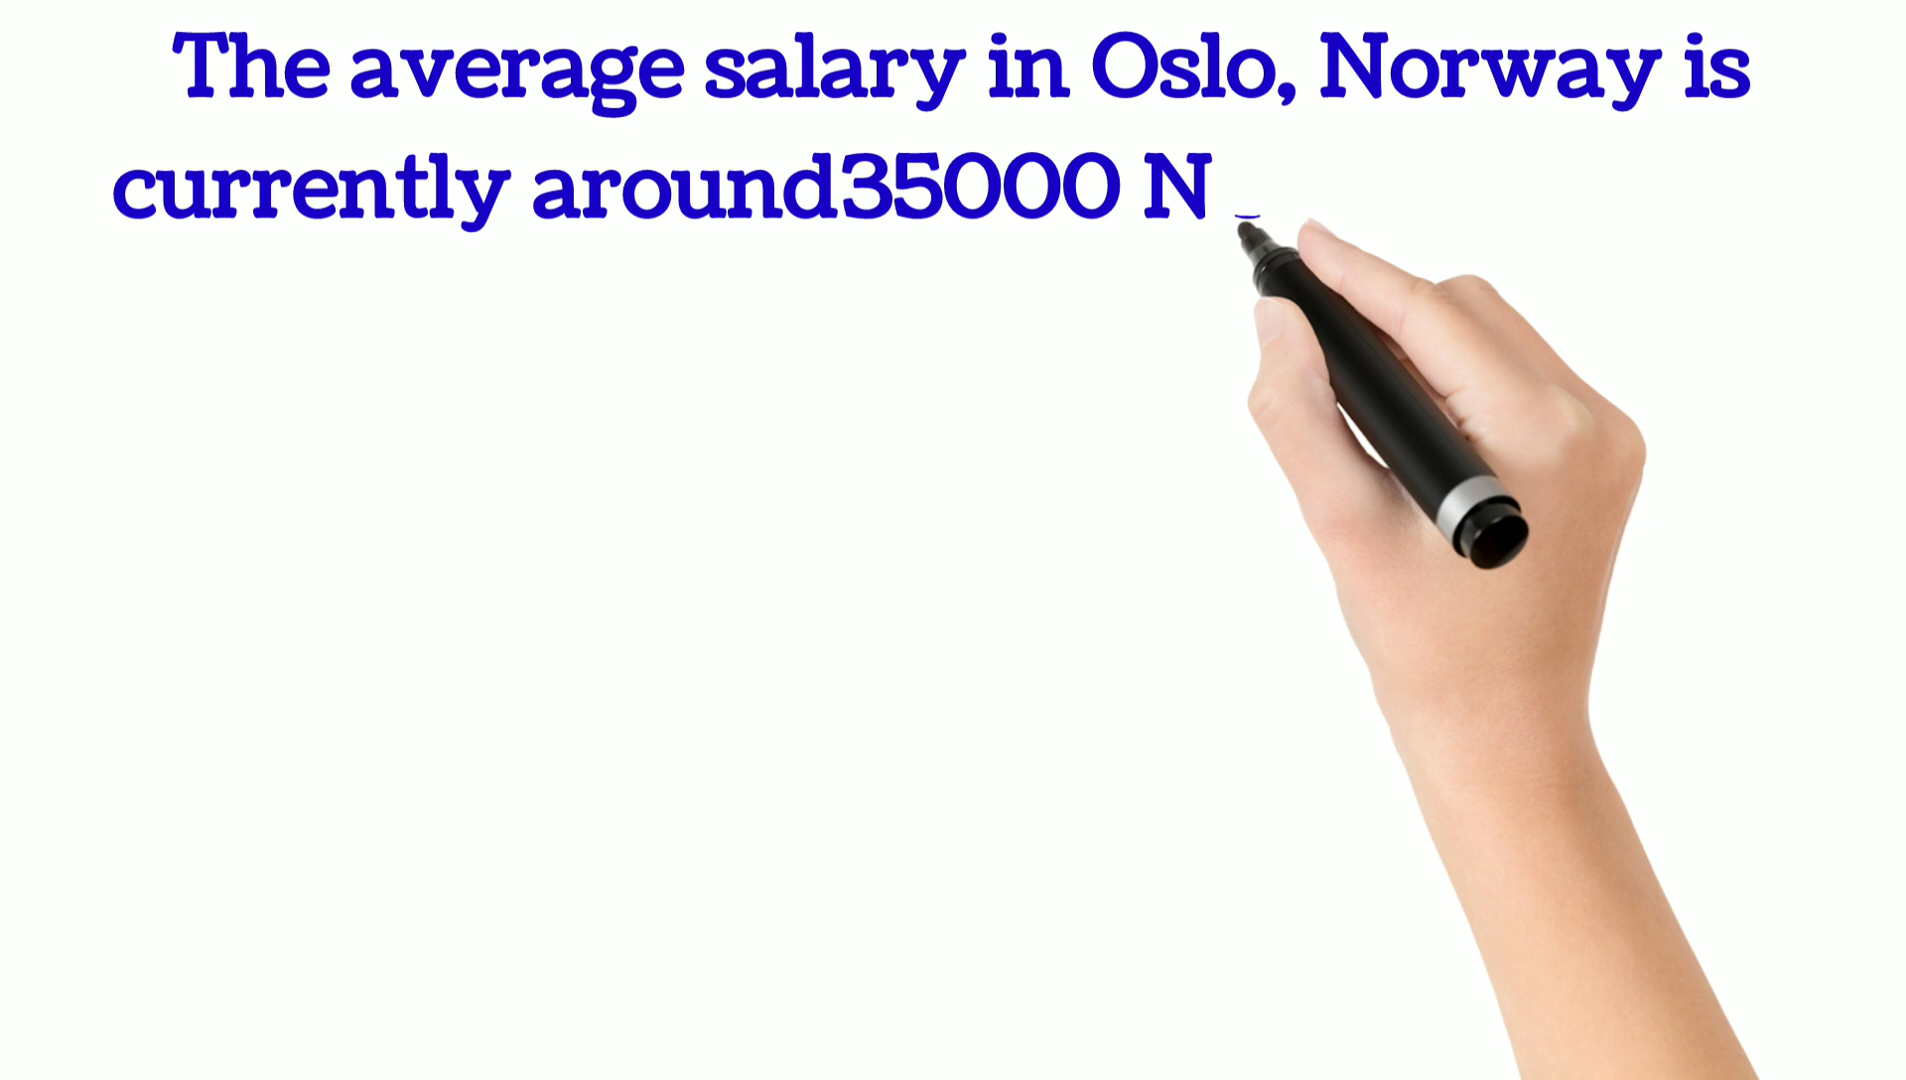 The average salary in Oslo, Norway is
currently around35000 N